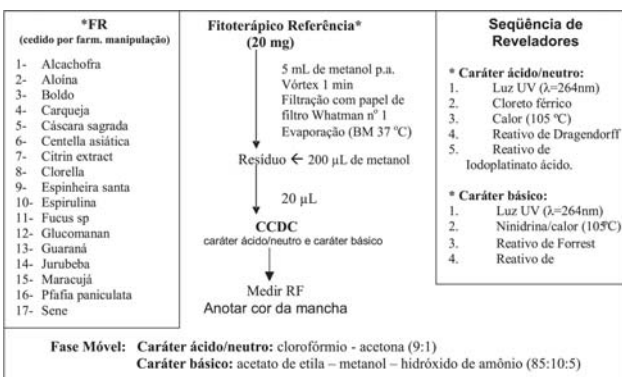 *FR
(cedido por farm. manipulação)
1- Alcachofra
2- Aloína
3- Boldo
4- Carqueja
5- Cáscara sagrada
6- Centella asiática
7- Citrin extract
8- Clorella
9- Espinheira santa
10- Espirulina
11- Fucus sp
12- Glucomanan
13- Guaraná
14- Jurubeba
15- Maracujá
16- Pfafia paniculata
17- Sene
Fitoterápico Referência*
(20 mg)
5 mL de metanol p.a.
Vórtex 1 min
Filtração com papel de
filtro Whatman nº 1
Evaporação (BM 37 ºC)
Resíduo ← 200 µL de metanol
20 µL
CCDC
caráter ácido/neutro e caráter básico
Medir RF
Anotar cor da mancha
Seqüência de
Reveladores
* Caráter ácido/neutro:
1. Luz UV (λ=264nm)
2. Cloreto férrico
3. Calor (105 ºC)
4. Reativo de Dragendorff
5. Reativo de
Iodoplatinato ácido.
* Caráter básico:
1. Luz UV (λ=264nm)
2. Ninidrina/calor (105ºC)
3. Reativo de Forrest
4. Reativo de
Fase Móvel: Caráter ácido/neutro: clorofórmio - acetona (9:1)
Caráter básico: acetato de etila – metanol – hidróxido de amônio (85:10:5)